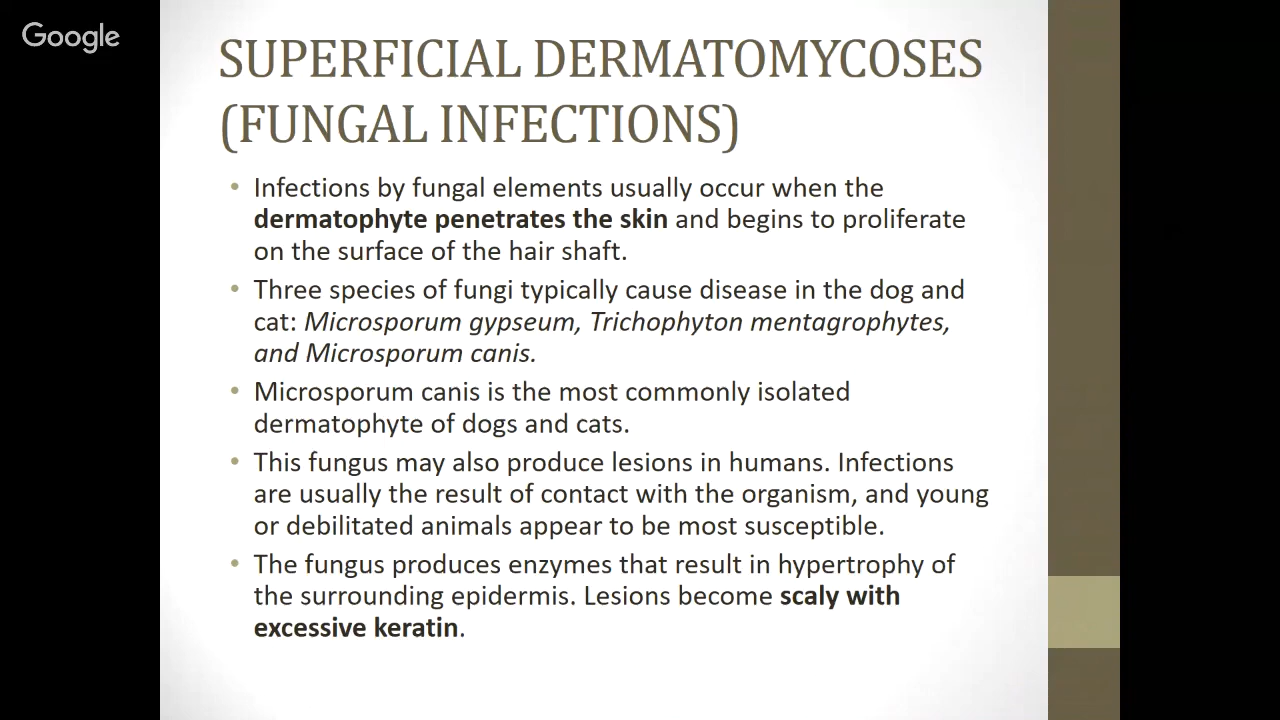 Google
SUPERFICIAL DERMATOMYCOSES
(FUNGAL INFECTIONS)
• Infections by fungal elements usually occur when the
dermatophyte penetrates the skin and begins to proliferate
on the surface of the hair shaft.
• Three species of fungi typically cause disease in the dog and
cat: Microsporum gypseum, Trichophyton mentagrophytes,
and Microsporum canis.
• Microsporum canis is the most commonly isolated
dermatophyte of dogs and cats.
• This fungus may also produce lesions in humans. Infections
are usually the result of contact with the organism, and young
or debilitated animals appear to be most susceptible.
• The fungus produces enzymes that result in hypertrophy of
the surrounding epidermis. Lesions become scaly with
excessive keratin.